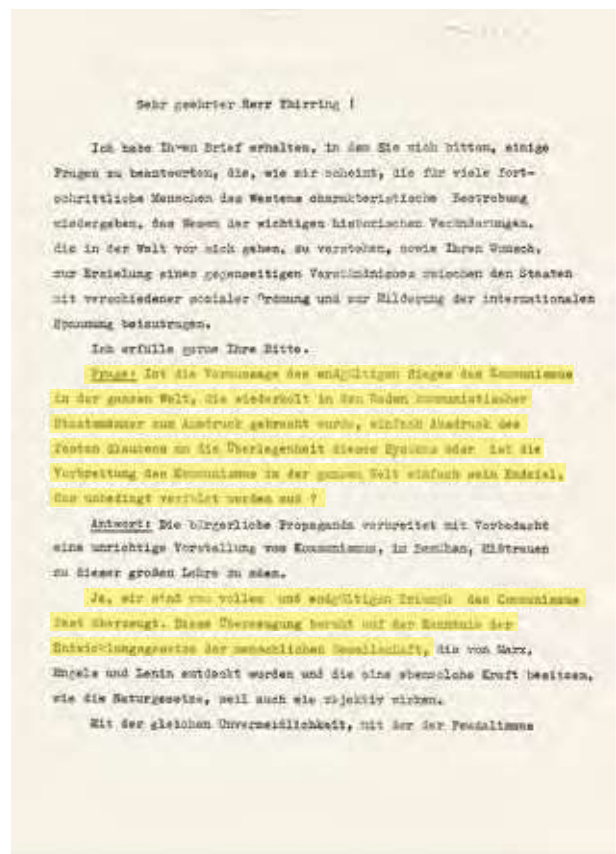 Sehr geehrter Herr Thirring !
Ich habe Ihren Brief erhalten, in dem Sie mich bitten, einige
Fragen zu beantworten, die, wie mir scheint, die für viele fort-
schrittliche Menschen des Westens charakteristische Bestrebung
wiedergeben, das Wesen der wichtigen historischen Veränderungen,
die in der Welt vor sich gehen, zu verstehen, sowie Ihren Wunsch,
zur Erzielung eines gegenseitigen Verständnisses zwischen den Staaten
mit verschiedener sozialer Ordnung und zur Milderung der internationalen
Spannung beizutragen.
Ich erfülle gerne Ihre Bitte.
Frage: Ist die Voraussage des endgültigen Sieges des Kommunismus
in der ganzen Welt, die wiederholt in den Reden kommunistischer
Staatsmänner zum Ausdruck gebracht wurde, einfach Ausdruck des
festen Glaubens an die Überlegenheit dieses Systems oder ist die
Verbreitung des Kommunismus in der ganzen Welt einfach sein Endziel,
das unbedingt verfolgt werden muß ?
Antwort: Die bürgerliche Propaganda verbreitet mit Vorbedacht
eine unrichtige Vorstellung vom Kommunismus, im Bemühen, Mißtrauen
zu dieser großen Lehre zu säen.
Ja, wir sind vom vollen und endgültigen Triumph des Kommunismus
fest überzeugt. Diese Überzeugung beruht auf der Kenntnis der
Entwicklungsgesetze der menschlichen Gesellschaft, die von Marx,
Engels und Lenin entdeckt wurden und die eine ebensolche Kraft besitzen,
wie die Naturgesetze, weil auch sie objektiv wirken.
Mit der gleichen Unvermeidlichkeit, mit der der Feudalismus